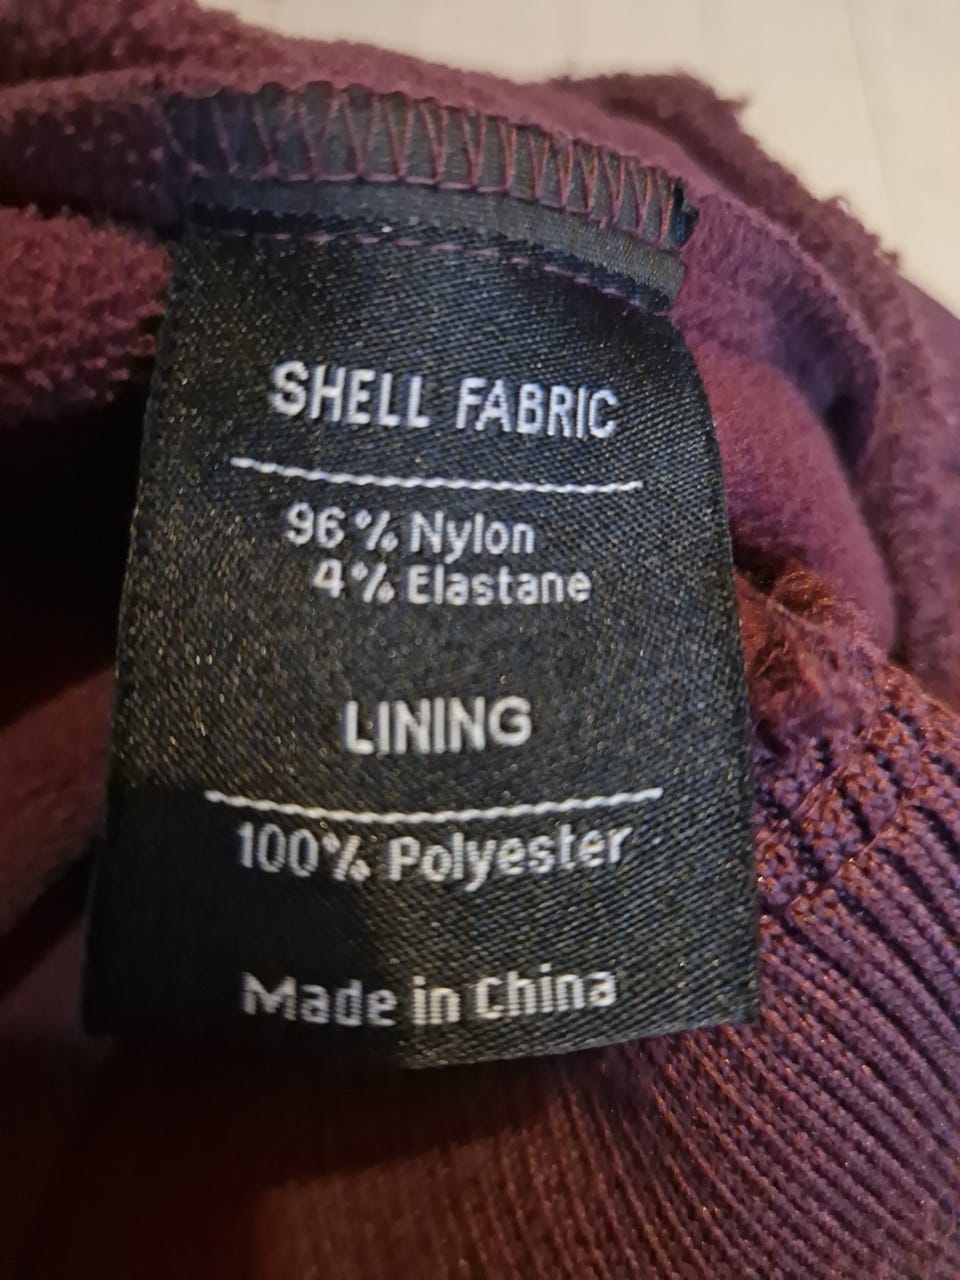 SHELL FABRIC
96% Nylon
4% Elastane
LINING
100% Polyester
Made in China